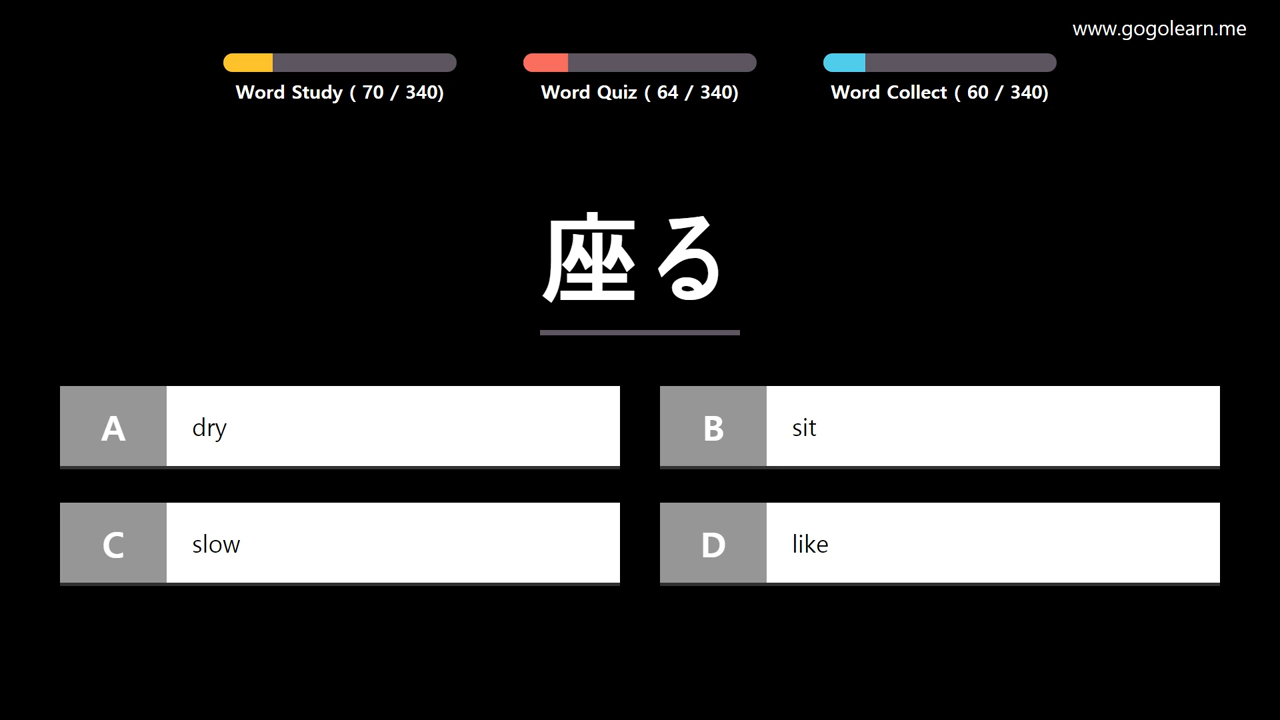 www.gogolearn.me
Word Study ( 70 / 340)
Word Quiz ( 64 / 340)
Word Collect ( 60 / 340)
座る
A dry
B sit
C slow
D like